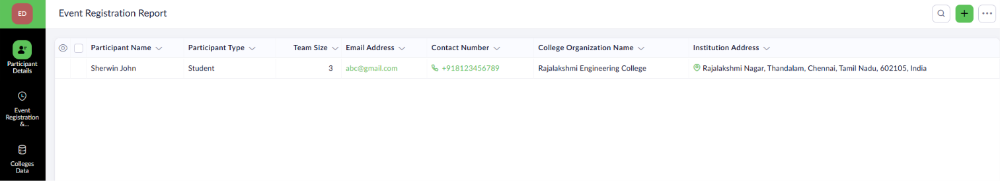 ED
Event Registration Report
Participant Details
Event Registration &...
Colleges Data
Participant Name Participant Type Team Size Email Address Contact Number College Organization Name Institution Address
Sherwin John Student 3 abc@gmail.com +918123456789 Rajalakshmi Engineering College Rajalakshmi Nagar, Thandalam, Chennai, Tamil Nadu, 602105, India